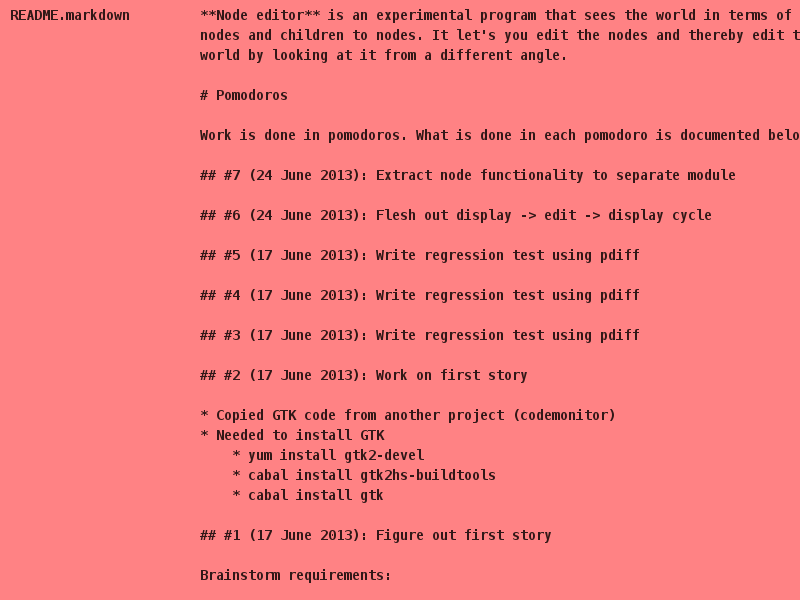 README.markdown
**Node editor** is an experimental program that sees the world in terms of
nodes and children to nodes. It let's you edit the nodes and thereby edit t
world by looking at it from a different angle.
# Pomodoros
Work is done in pomodoros. What is done in each pomodoro is documented belo
## #7 (24 June 2013): Extract node functionality to separate module
## #6 (24 June 2013): Flesh out display -> edit -> display cycle
## #5 (17 June 2013): Write regression test using pdiff
## #4 (17 June 2013): Write regression test using pdiff
## #3 (17 June 2013): Write regression test using pdiff
## #2 (17 June 2013): Work on first story
* Copied GTK code from another project (codemonitor)
* Needed to install GTK
    * yum install gtk2-devel
    * cabal install gtk2hs-buildtools
    * cabal install gtk
## #1 (17 June 2013): Figure out first story
Brainstorm requirements: